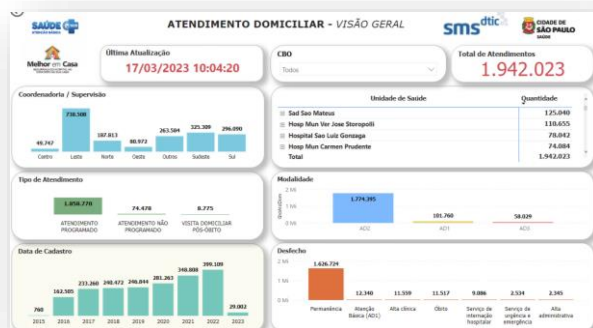 SAÚDE
ATENDIMENTO DOMICILIAR - VISÃO GERAL
sms dtic
CIDADE DE
SÃO PAULO
SAÚDE
Melhor em Casa
Última Atualização
17/03/2023 10:04:20
CBO
Todos
Total de Atendimentos
1.942.023
Coordenadoria / Supervisão
49.747
738.508
187.813
80.972
263.584
325.309
296.090
Centro Leste Norte Oeste Outros Sudeste Sul
Unidade de Saúde Quantidade
Sad Sao Mateus 125.040
Hosp Mun Ver Jose Storopolli 110.655
Hospital Sao Luiz Gonzaga 78.042
Hosp Mun Carmen Prudente 74.884
Total 1.942.023
Tipo de Atendimento
1.858.770
74.478
8.775
ATENDIMENTO PROGRAMADO
ATENDIMENTO NÃO PROGRAMADO
VISITA DOMICILIAR PÓS-ÓBITO
Modalidade
Quantidade
2 Mi
1 Mi
0 Mi
1.774.395
101.760
58.029
AD2 AD1 AD3
Data de Cadastro
760
163.505
233.260
240.472
246.844
281.263
348.808
399.109
29.002
2015 2016 2017 2018 2019 2020 2021 2022 2023
Desfecho
2 Mi
1 Mi
0 Mi
1.626.724
12.340
11.559
11.517
9.086
2.534
2.345
Permanência
Atenção Básica (AD1)
Alta clínica
Óbito
Serviço de internação hospitalar
Serviço de urgência e emergência
Alta administrativa